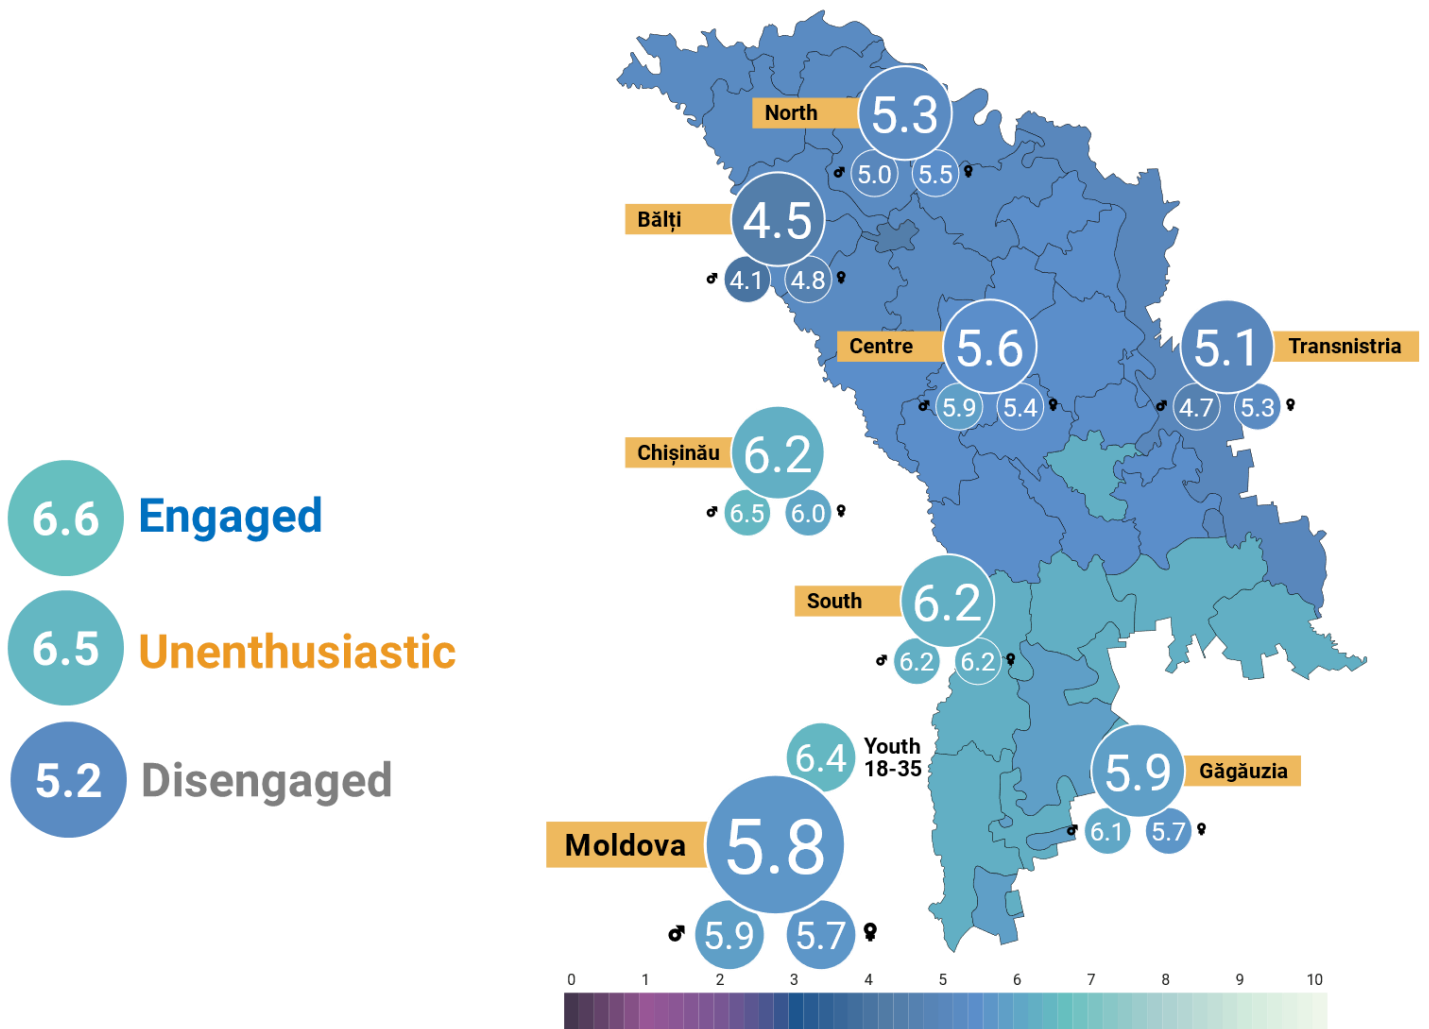 North
5.3
♂ 5.0 5.5 ♀
Bălți
4.5
♂ 4.1 4.8 ♀
Centre
5.6
♂ 5.9 5.4 ♀
5.1
Transnistria
♂ 4.7 5.3 ♀
Chișinău
6.2
♂ 6.5 6.0 ♀
6.6
Engaged
6.5
Unenthusiastic
5.2
Disengaged
South
6.2
♂ 6.2 6.2 ♀
6.4
Youth
18-35
5.9
Găgăuzia
♂ 6.1 5.7 ♀
Moldova
5.8
♂ 5.9 5.7 ♀
0 1 2 3 4 5 6 7 8 9 10